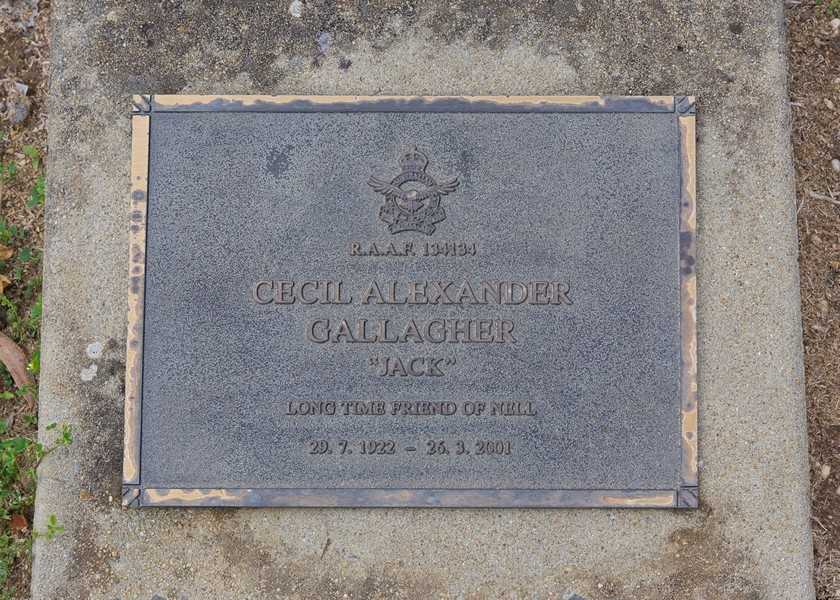 R.A.A.F. 134134
CECIL ALEXANDER
GALLAGHER
"JACK"
LONG TIME FRIEND OF NELL
29. 7. 1922 – 26. 3. 2001